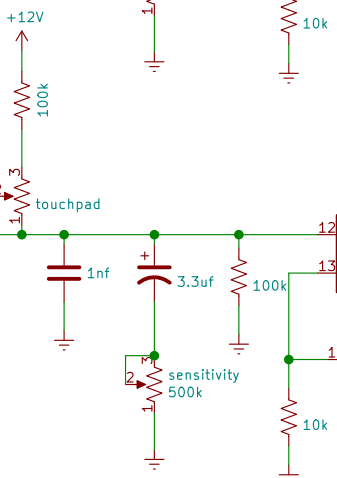 1
10k
+12V
100k
3
1
touchpad
12
13
1nf
+
3.3uf
100k
3
2
1
sensitivity
500k
1
10k